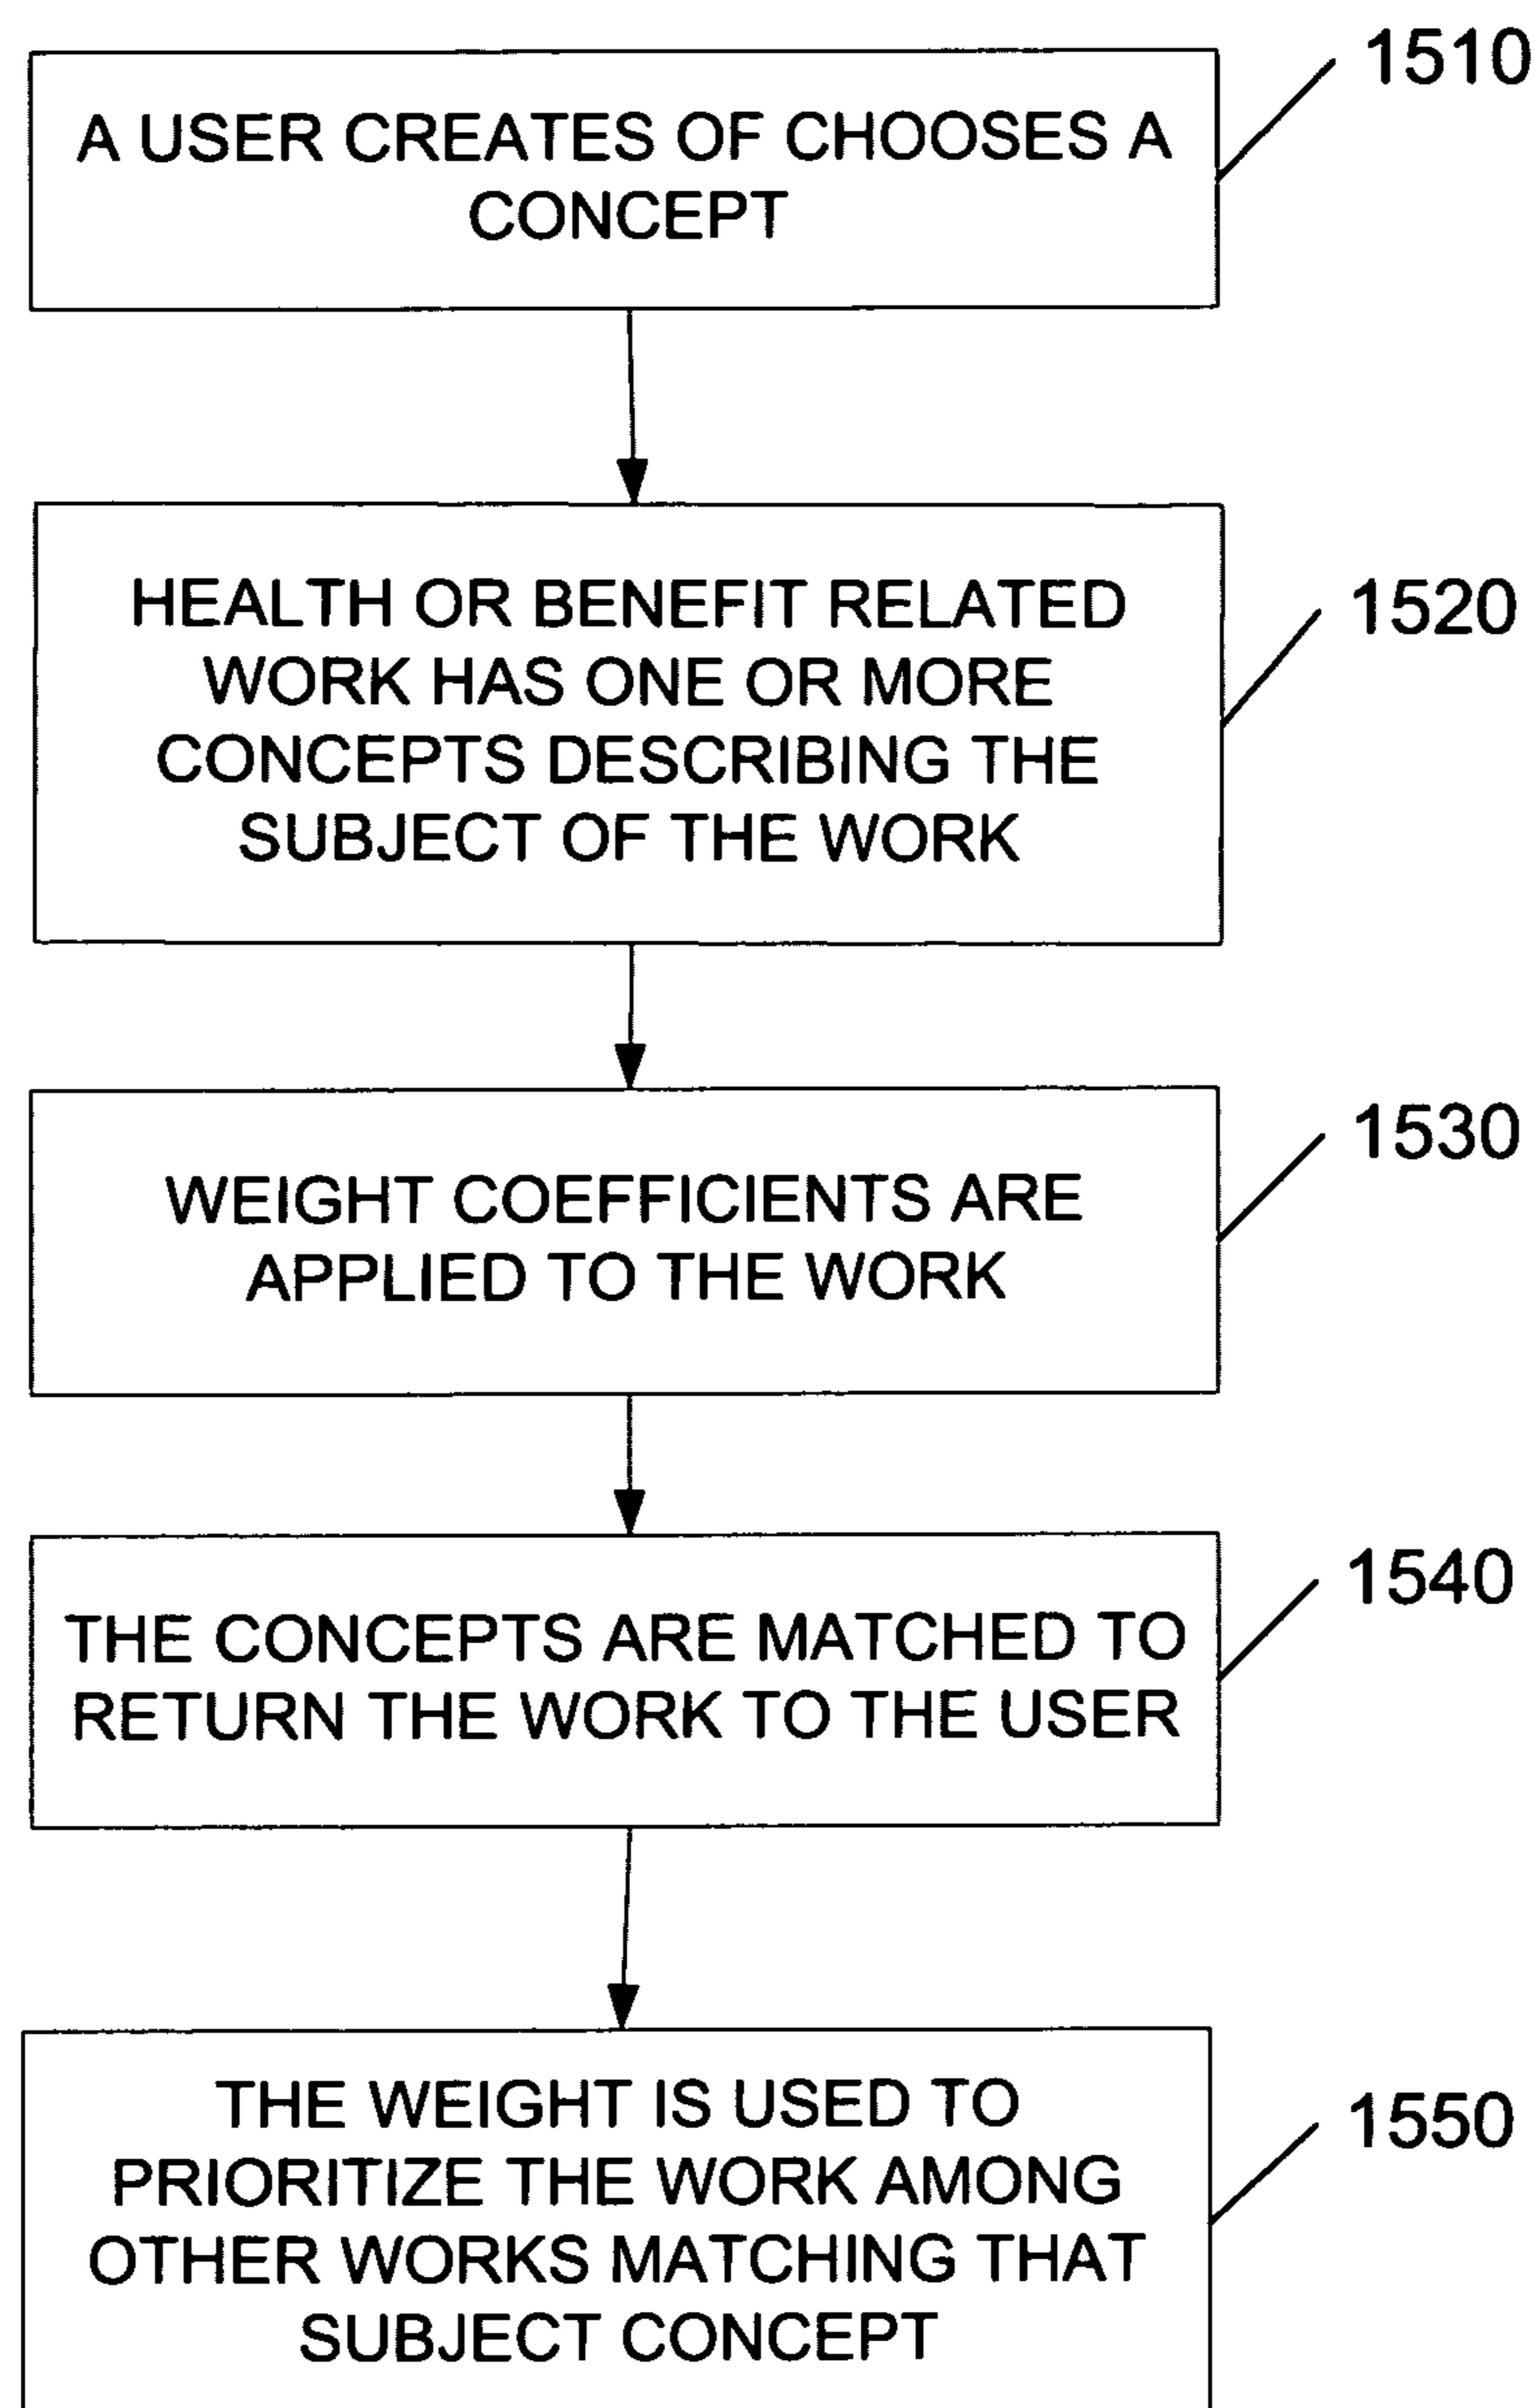 1510
A USER CREATES OF CHOOSES A
CONCEPT
1520
HEALTH OR BENEFIT RELATED
WORK HAS ONE OR MORE
CONCEPTS DESCRIBING THE
SUBJECT OF THE WORK
1530
WEIGHT COEFFICIENTS ARE
APPLIED TO THE WORK
1540
THE CONCEPTS ARE MATCHED TO
RETURN THE WORK TO THE USER
1550
THE WEIGHT IS USED TO
PRIORITIZE THE WORK AMONG
OTHER WORKS MATCHING THAT
SUBJECT CONCEPT